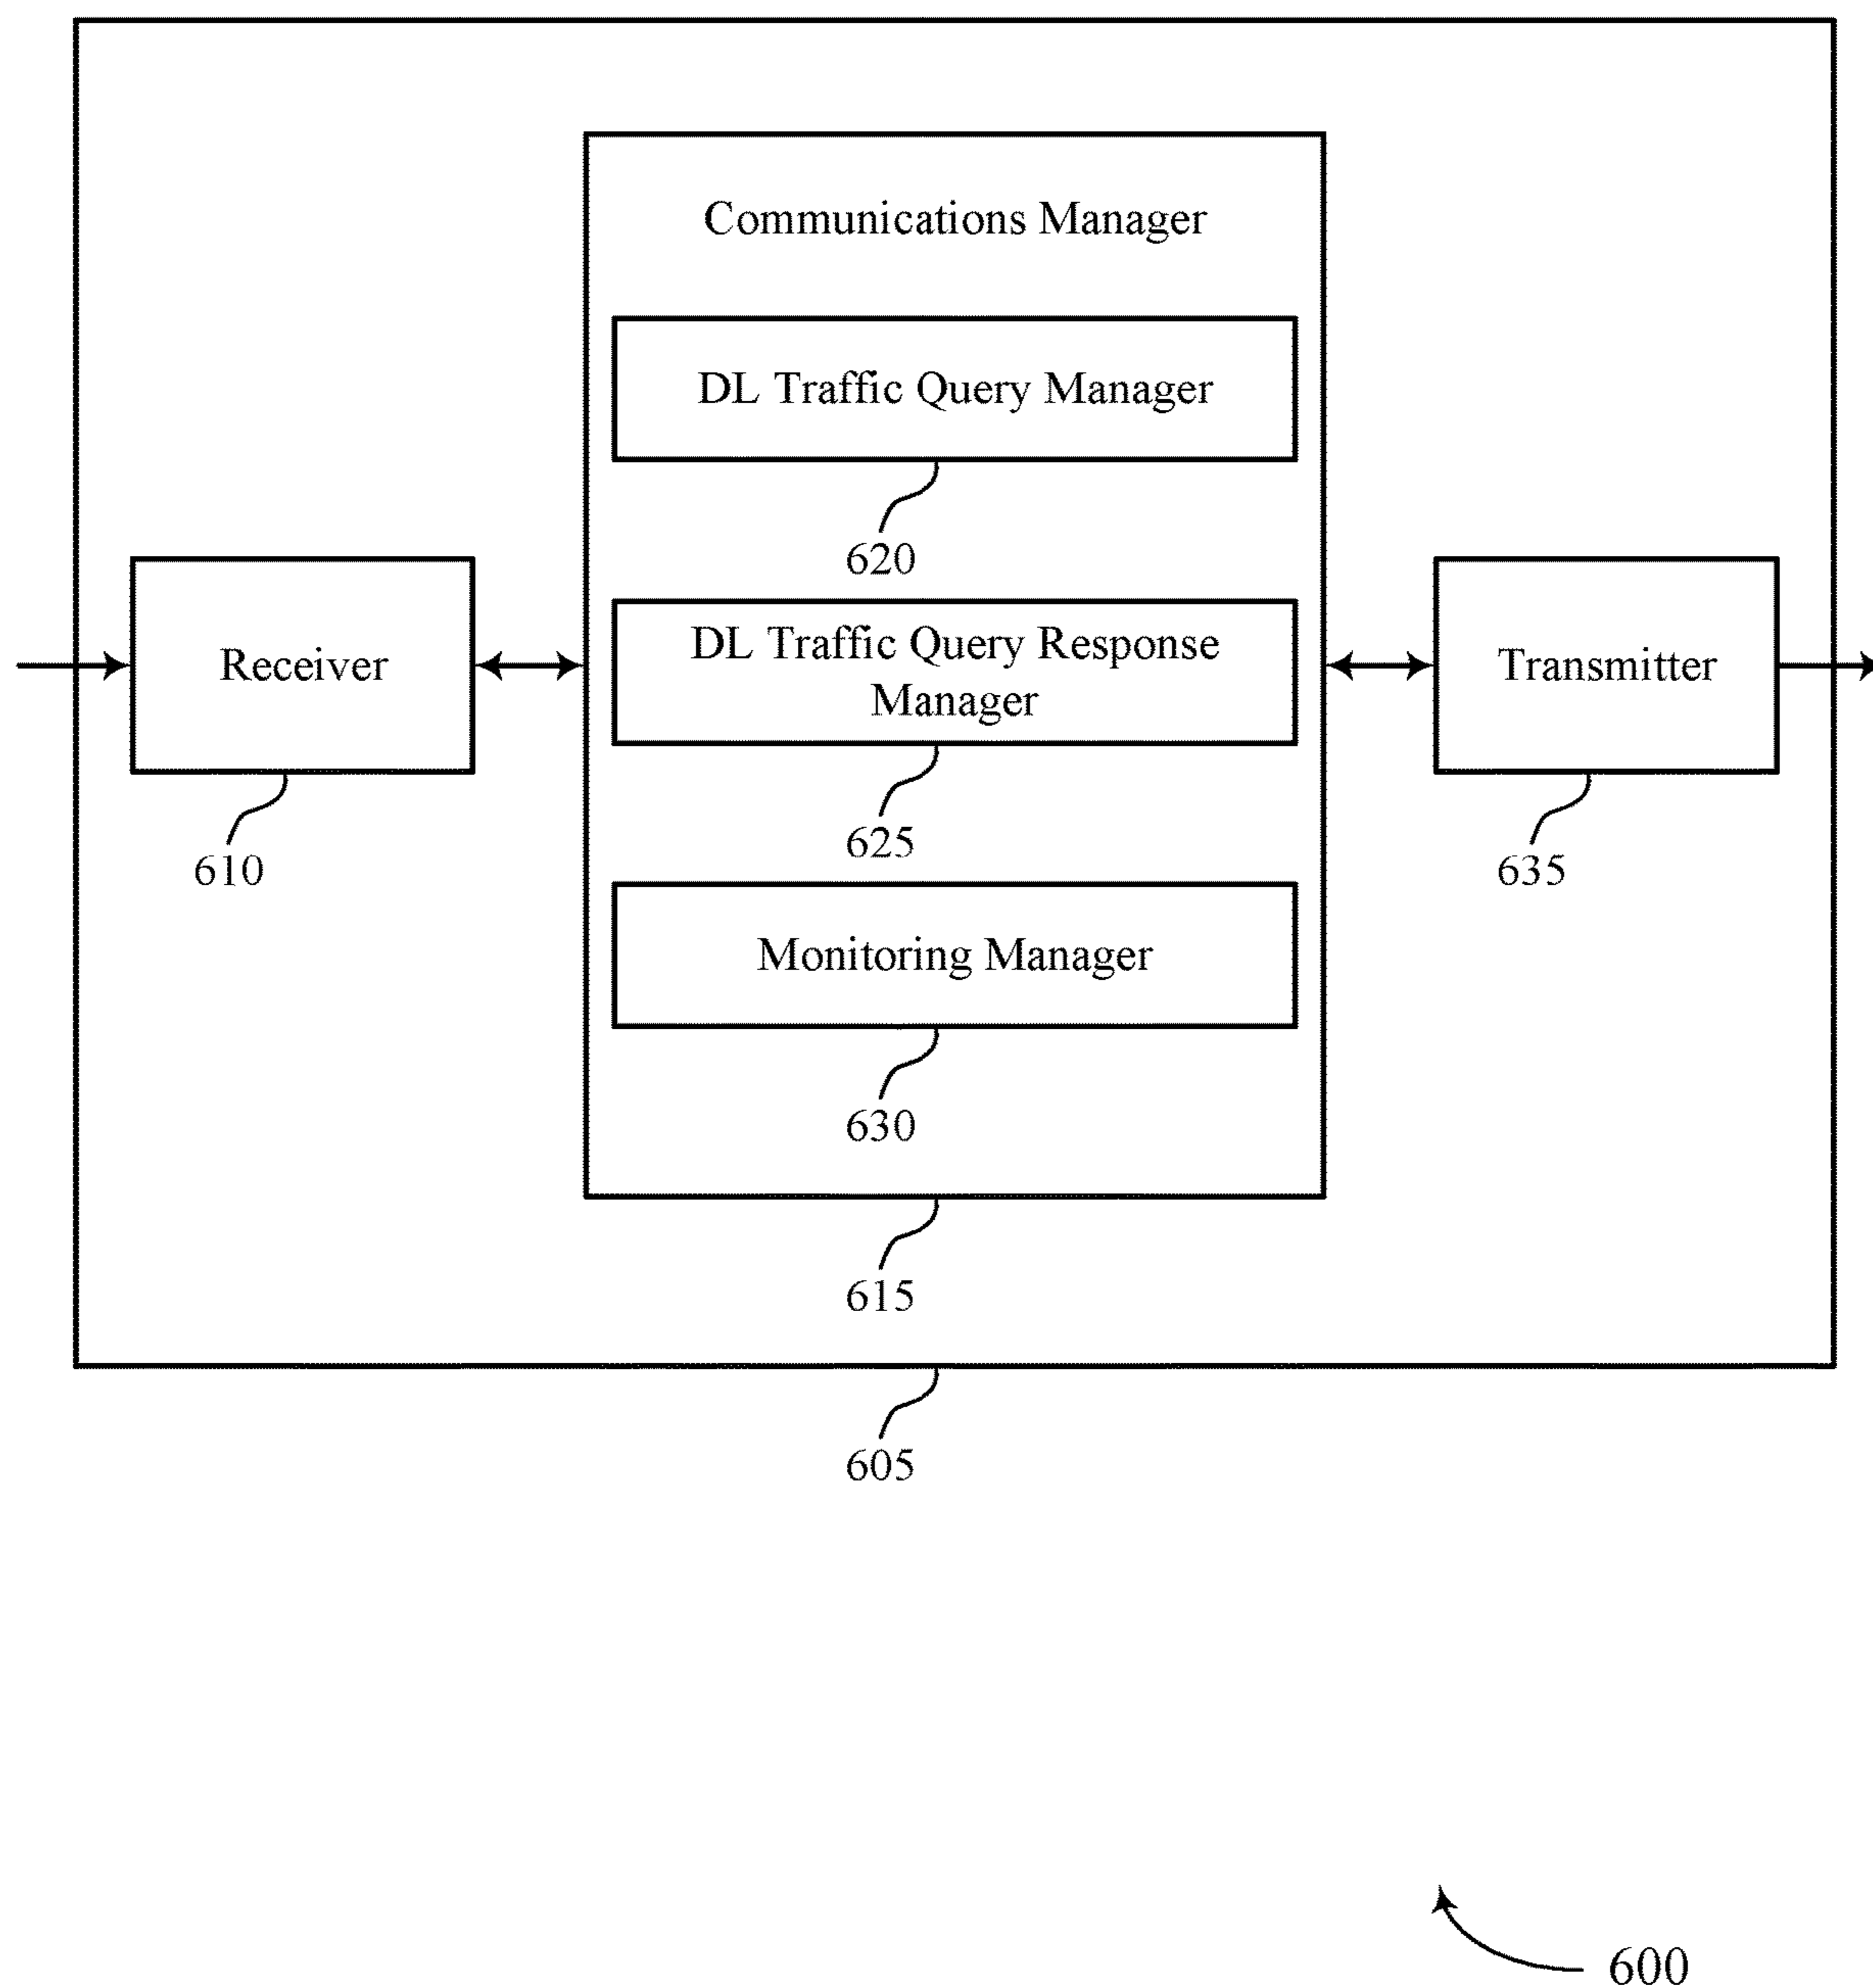 Communications Manager
DL Traffic Query Manager
620
Receiver
610
DL Traffic Query Response
Manager
625
Transmitter
635
Monitoring Manager
630
615
605
600